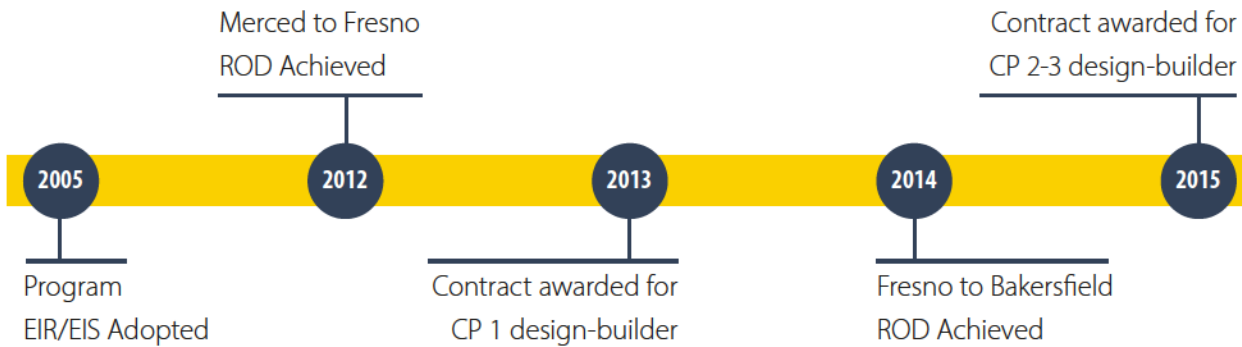 Merced to Fresno
ROD Achieved
Contract awarded for
CP 2-3 design-builder
2005
2012
2013
2014
2015
Program
EIR/EIS Adopted
Contract awarded for
CP 1 design-builder
Fresno to Bakersfield
ROD Achieved